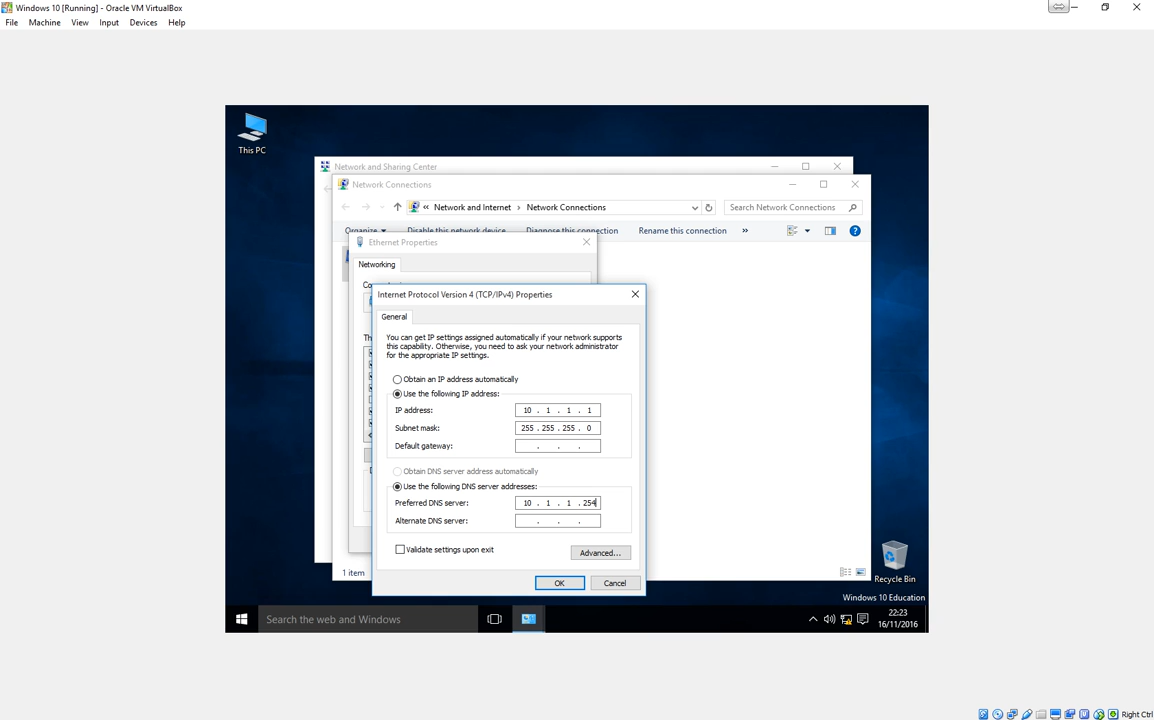 Windows 10 [Running] - Oracle VM VirtualBox
File Machine View Input Devices Help
This PC
Network and Sharing Center
Network Connections
« Network and Internet › Network Connections
Search Network Connections
Organize Disable this network device Diagnose this connection Rename this connection »
Ethernet Properties
Networking
Internet Protocol Version 4 (TCP/IPv4) Properties
General
You can get IP settings assigned automatically if your network supports
this capability. Otherwise, you need to ask your network administrator
for the appropriate IP settings.
Obtain an IP address automatically
Use the following IP address:
IP address: 10 . 1 . 1 . 1
Subnet mask: 255 . 255 . 255 . 0
Default gateway: . . .
Obtain DNS server address automatically
Use the following DNS server addresses:
Preferred DNS server: 10 . 1 . 1 . 254
Alternate DNS server: . . .
Validate settings upon exit
Advanced...
OK Cancel
1 item
Recycle Bin
Windows 10 Education
Search the web and Windows
22:23
16/11/2016
Right Ctrl